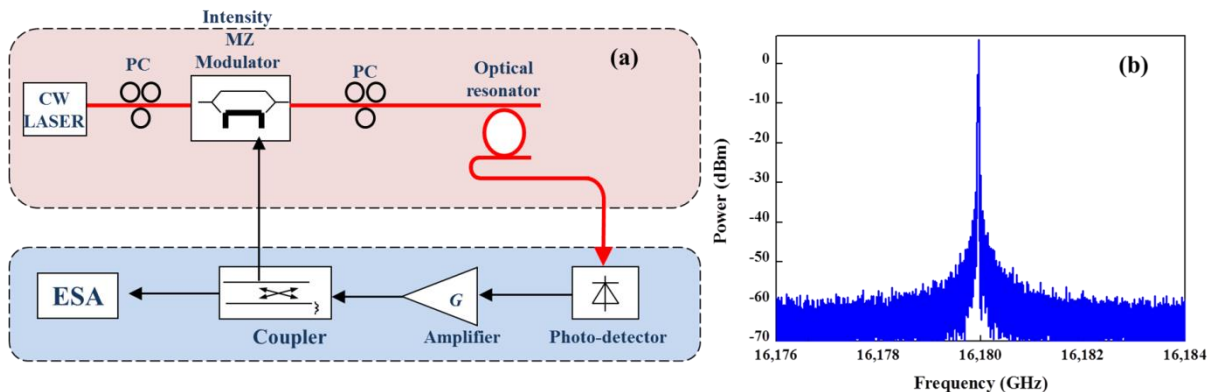 Intensity
MZ
Modulator
(a)
PC
PC
Optical
resonator
CW
LASER
ESA
G
Coupler
Amplifier
Photo-detector
(b)
Power (dBm)
0
-10
-20
-30
-40
-50
-60
-70
16,176
16,178
16,180
16,182
16,184
Frequency (GHz)